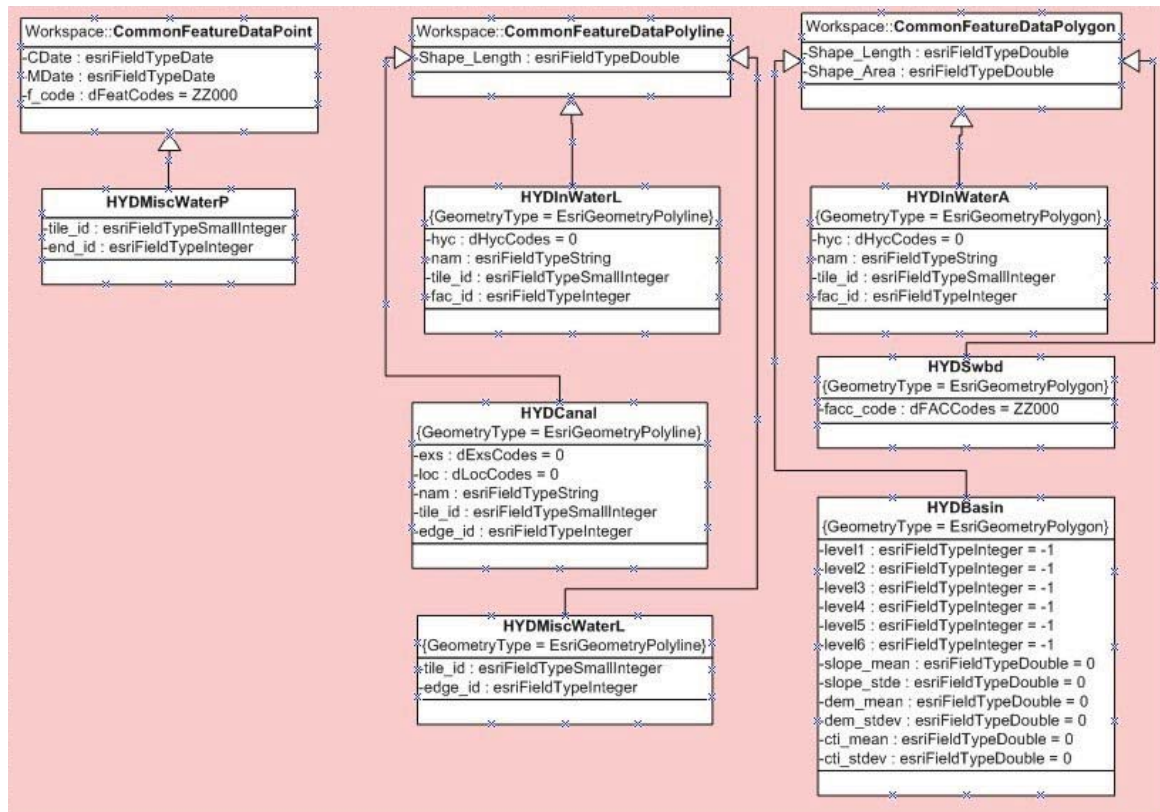 Workspace::CommonFeatureDataPoint
-CDate : esriFieldTypeDate
-MDate : esriFieldTypeDate
-f_code : dFeatCodes = ZZ000
HYDMiscWaterP
-tile_id : esriFieldTypeSmallInteger
-end_id : esriFieldTypeInteger
Workspace::CommonFeatureDataPolyline
-Shape_Length : esriFieldTypeDouble
HYDInWaterL
{GeometryType = EsriGeometryPolyline}
-hyc : dHycCodes = 0
-nam : esriFieldTypeString
-tile_id : esriFieldTypeSmallInteger
-fac_id : esriFieldTypeInteger
HYDCanal
{GeometryType = EsriGeometryPolyline}
-exs : dExsCodes = 0
-loc : dLocCodes = 0
-nam : esriFieldTypeString
-tile_id : esriFieldTypeSmallInteger
-edge_id : esriFieldTypeInteger
HYDMiscWaterL
{GeometryType = EsriGeometryPolyline}
-tile_id : esriFieldTypeSmallInteger
-edge_id : esriFieldTypeInteger
Workspace::CommonFeatureDataPolygon
-Shape_Length : esriFieldTypeDouble
-Shape_Area : esriFieldTypeDouble
HYDInWaterA
{GeometryType = EsriGeometryPolygon}
-hyc : dHycCodes = 0
-nam : esriFieldTypeString
-tile_id : esriFieldTypeSmallInteger
-fac_id : esriFieldTypeInteger
HYDSwbd
{GeometryType = EsriGeometryPolygon}
-facc_code : dFACCodes = ZZ000
HYDBasin
{GeometryType = EsriGeometryPolygon}
-level1 : esriFieldTypeInteger = -1
-level2 : esriFieldTypeInteger = -1
-level3 : esriFieldTypeInteger = -1
-level4 : esriFieldTypeInteger = -1
-level5 : esriFieldTypeInteger = -1
-level6 : esriFieldTypeInteger = -1
-slope_mean : esriFieldTypeDouble = 0
-slope_stde : esriFieldTypeDouble = 0
-dem_mean : esriFieldTypeDouble = 0
-dem_stdev : esriFieldTypeDouble = 0
-cti_mean : esriFieldTypeDouble = 0
-cti_stdev : esriFieldTypeDouble = 0